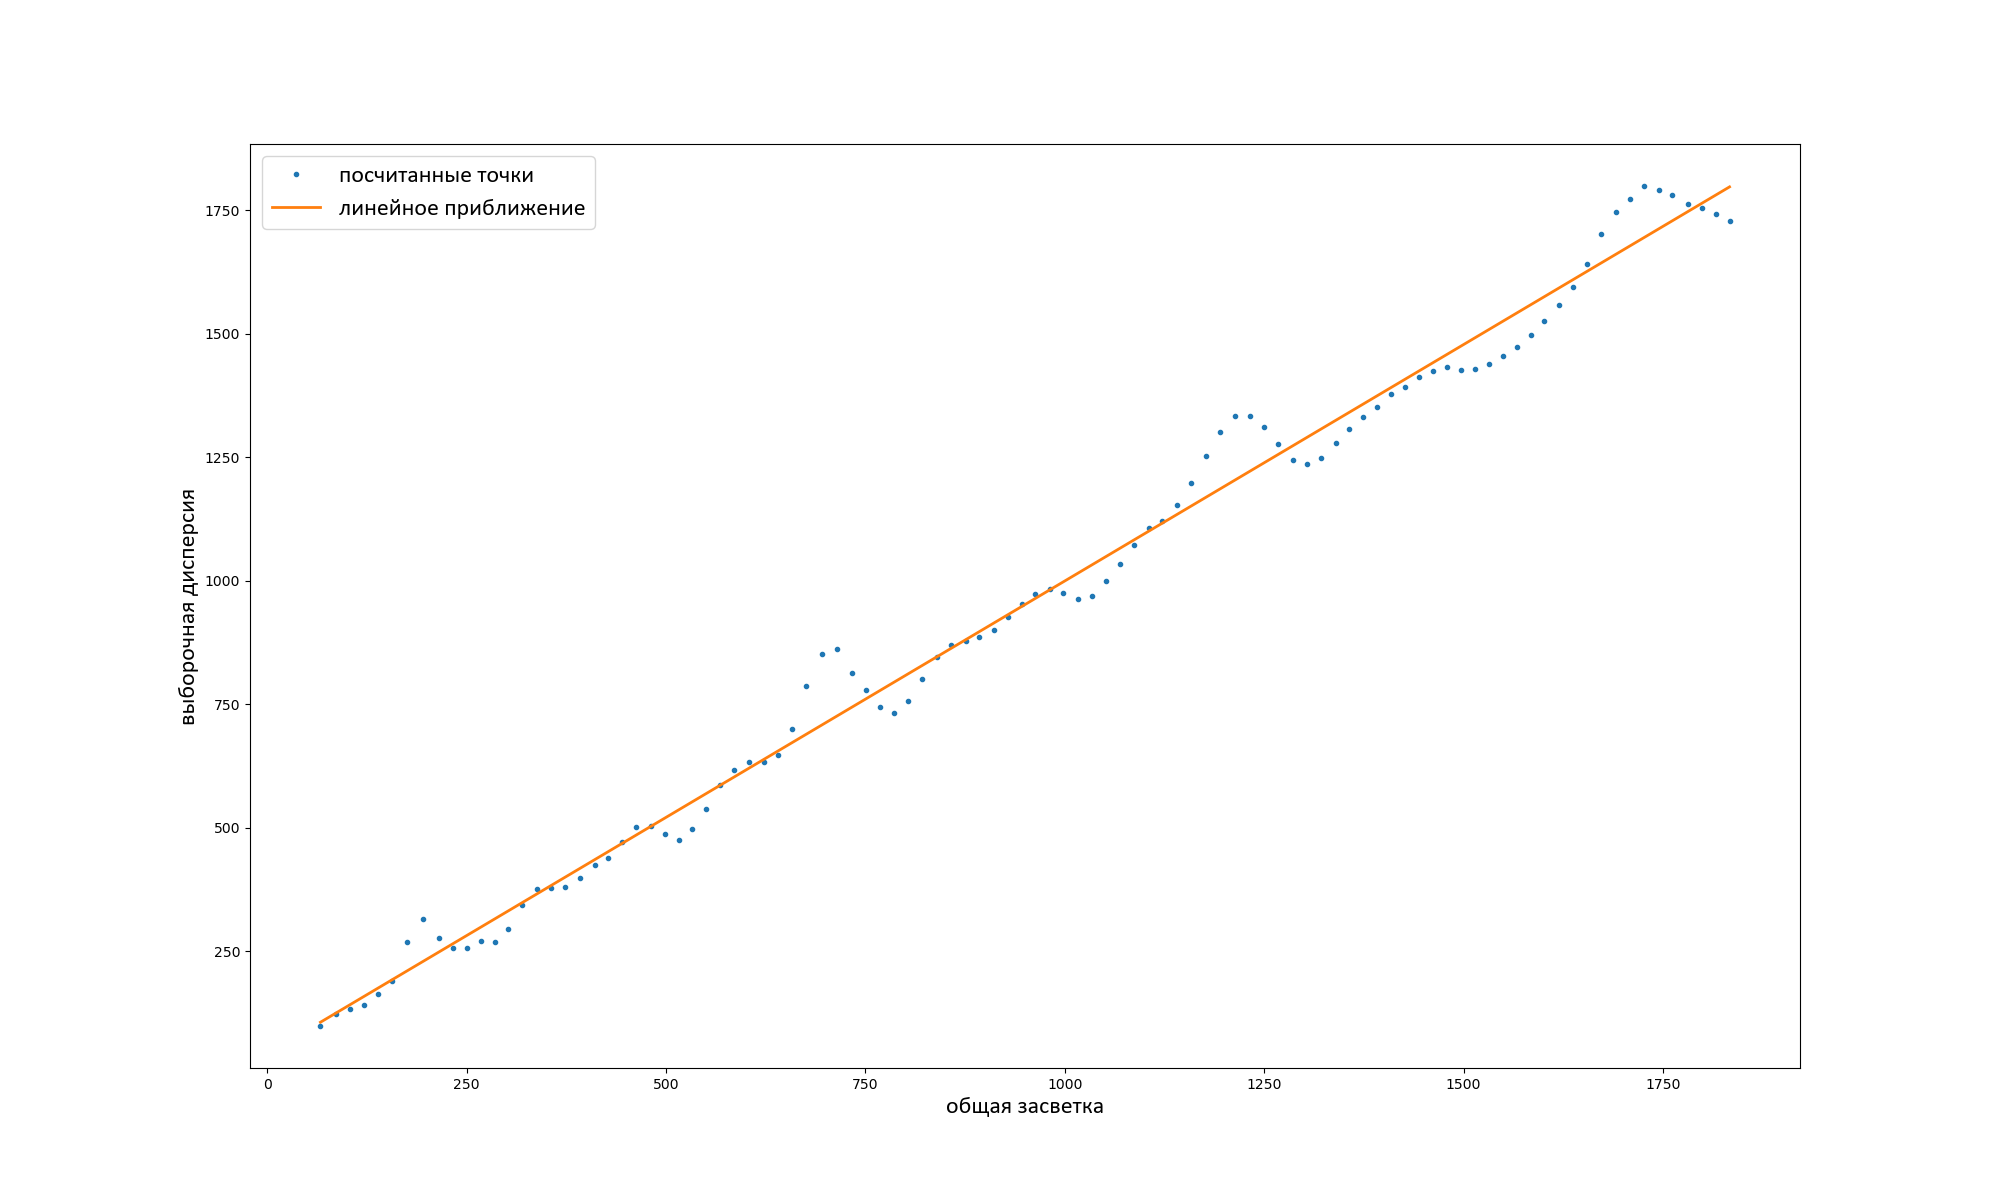 посчитанные точки
линейное приближение
1750
1500
1250
1000
750
500
250
выборочная дисперсия
0 250 500 750 1000 1250 1500 1750
общая засветка